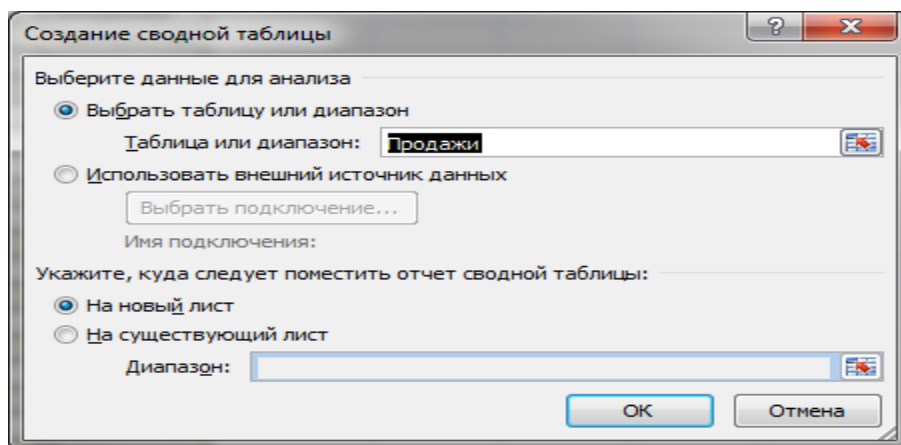 Создание сводной таблицы
?
Выберите данные для анализа
Выбрать таблицу или диапазон
Таблица или диапазон: Продажи
Использовать внешний источник данных
Выбрать подключение...
Имя подключения:
Укажите, куда следует поместить отчет сводной таблицы:
На новый лист
На существующий лист
Диапазон:
ОК Отмена